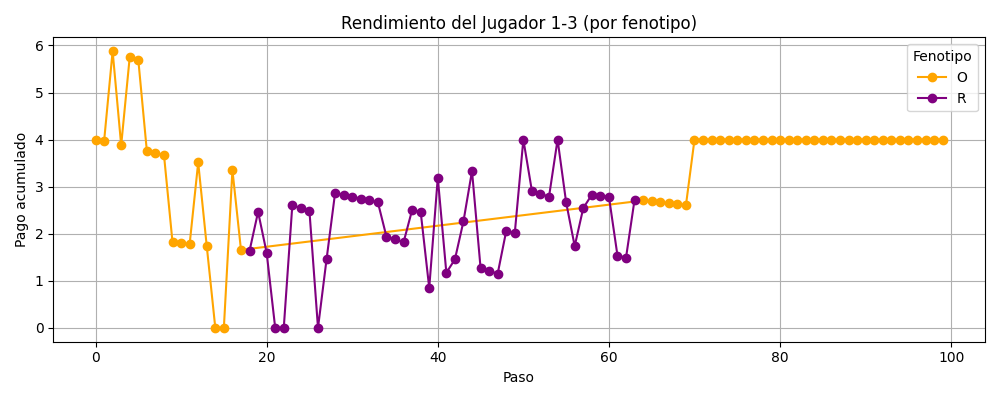 Rendimiento del Jugador 1-3 (por fenotipo)
Pago acumulado
6
5
4
3
2
1
0
Fenotipo
O
R
0 20 40 60 80 100
Paso